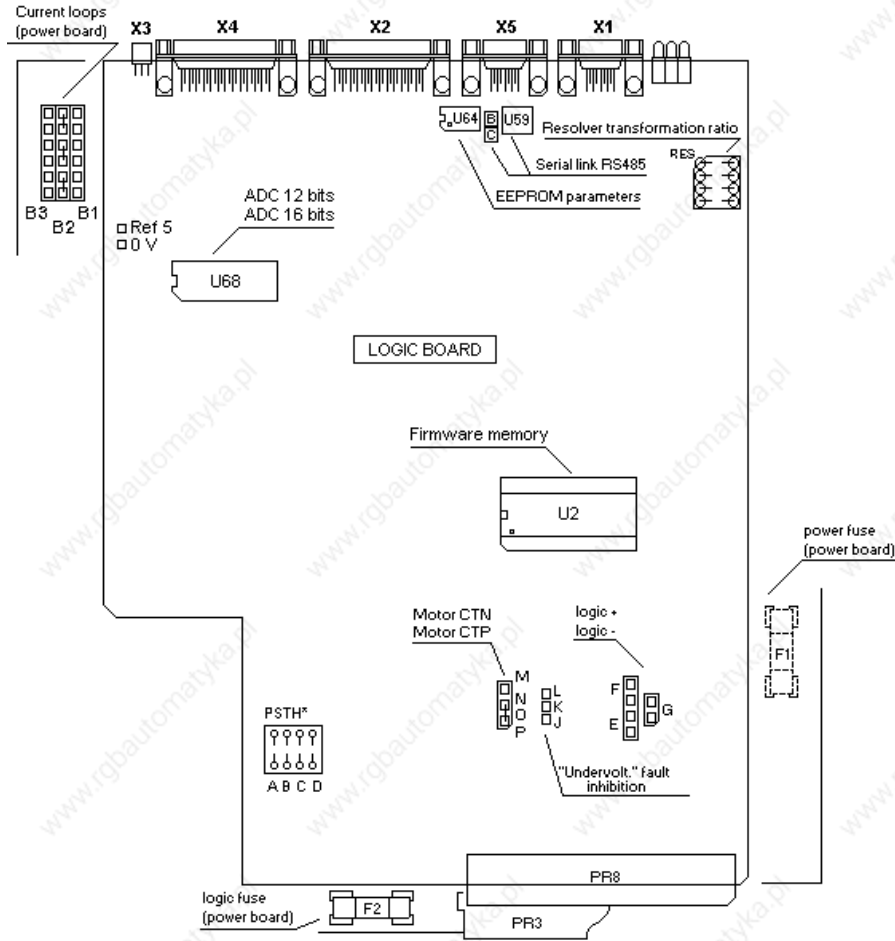 Current loops
(power board)
X3
X4
X2
X5
X1
U64
B
C
U59
Resolver transformation ratio
RES
Serial link RS485
EEPROM parameters
B3
B2
B1
Ref 5
0 V
ADC 12 bits
ADC 16 bits
U68
LOGIC BOARD
Firmware memory
U2
power fuse
(power board)
F1
Motor CTN
Motor CTP
logic +
logic -
M
N
O
P
L
K
J
F
E
G
PSTH*
A B C D
"Undervolt." fault
inhibition
PR8
logic fuse
(power board)
F2
PR3
www.rgbautomatyka.pl